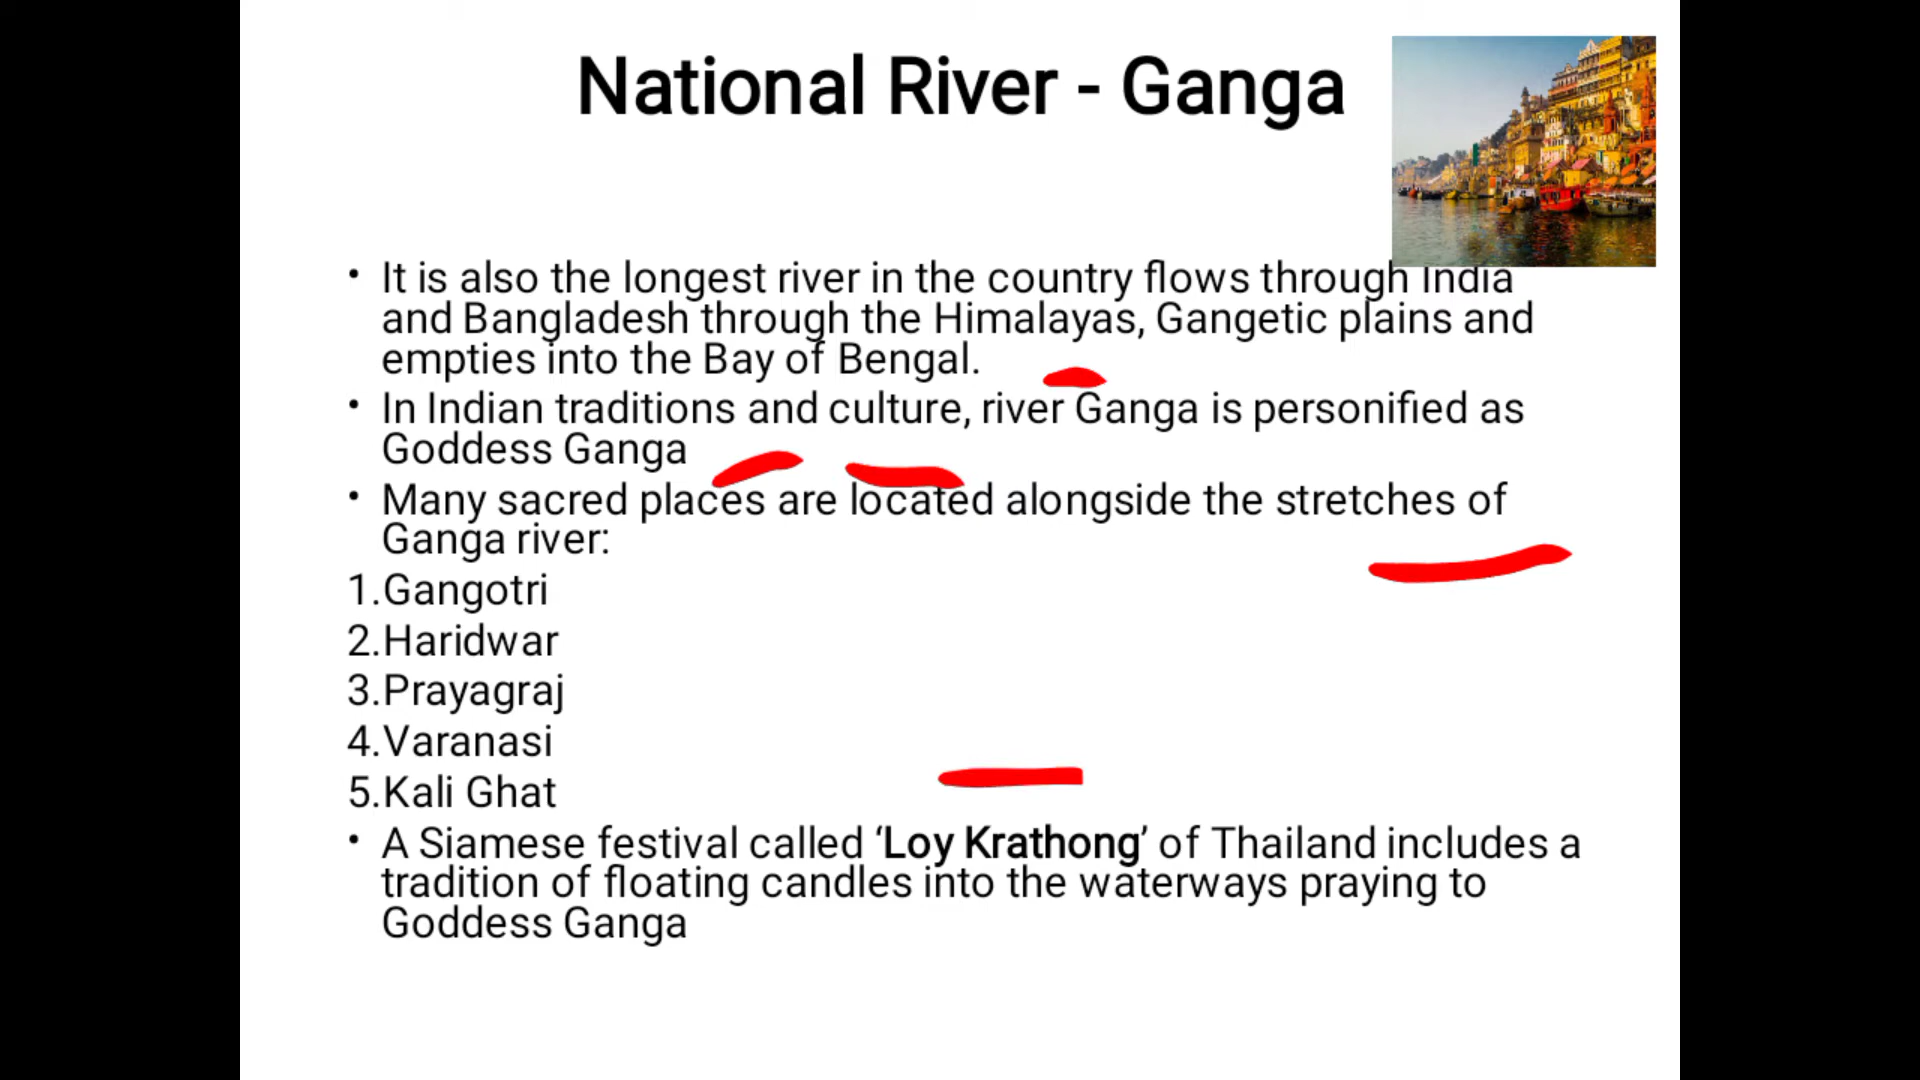 National River - Ganga
• It is also the longest river in the country flows through India
and Bangladesh through the Himalayas, Gangetic plains and
empties into the Bay of Bengal.
• In Indian traditions and culture, river Ganga is personified as
Goddess Ganga
• Many sacred places are located alongside the stretches of
Ganga river:
1.Gangotri
2.Haridwar
3.Prayagraj
4.Varanasi
5.Kali Ghat
• A Siamese festival called ‘Loy Krathong’ of Thailand includes a
tradition of floating candles into the waterways praying to
Goddess Ganga